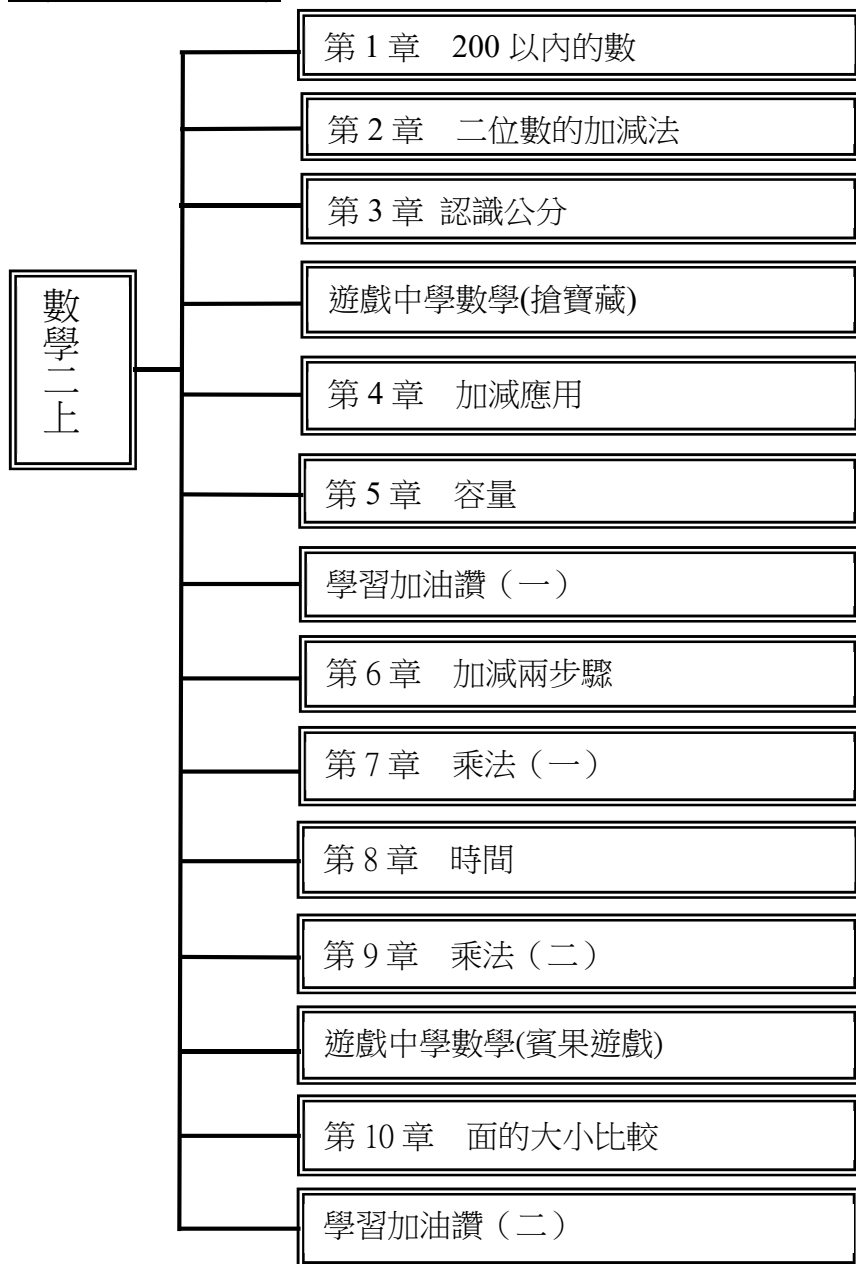 數學二上
第 1 章　200 以內的數
第 2 章　二位數的加減法
第 3 章 認識公分
遊戲中學數學(搶寶藏)
第 4 章　加減應用
第 5 章　容量
學習加油讚（一）
第 6 章　加減兩步驟
第 7 章　乘法（一）
第 8 章　時間
第 9 章　乘法（二）
遊戲中學數學(賓果遊戲)
第 10 章　面的大小比較
學習加油讚（二）